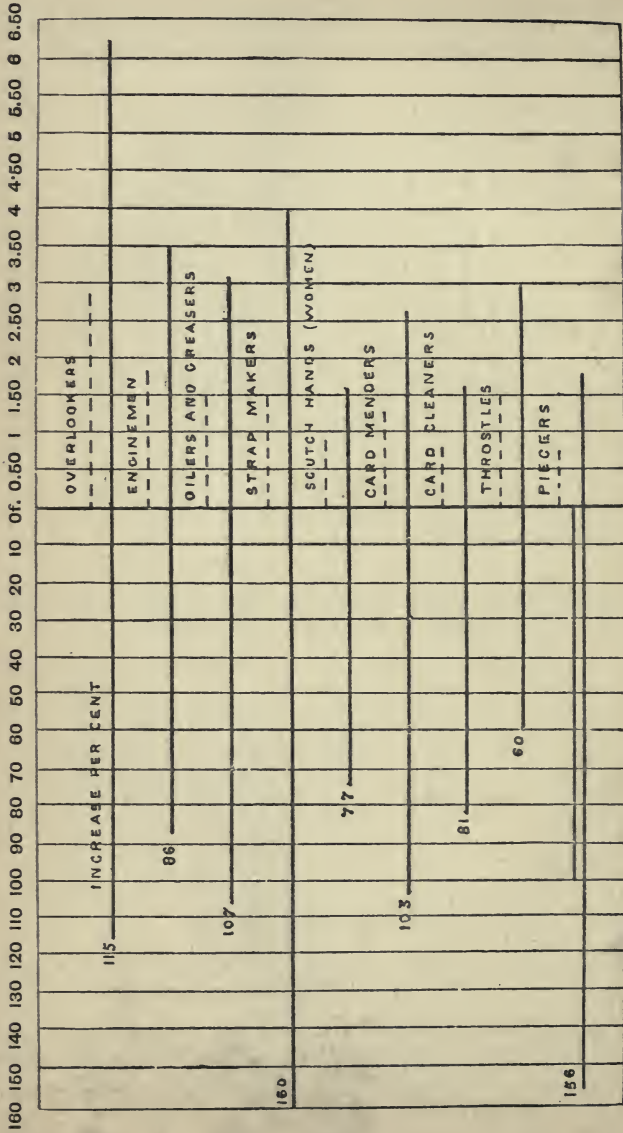 160 150 140 130 120 110 100 90 80 70 60 50 40 30 20 10 0f. 0.50 1 1.50 2 2.50 3 3.50 4 4.50 5 5.50 6 6.50
OVERLOOKERS
INCREASE PER CENT
115
ENGINEMEN
86
OILERS AND GREASERS
107
STRAP MAKERS
160
SCUTCH HANDS (WOMEN)
77
CARD MENDERS
103
CARD CLEANERS
81
THROSTLES
60
PIECERS
156